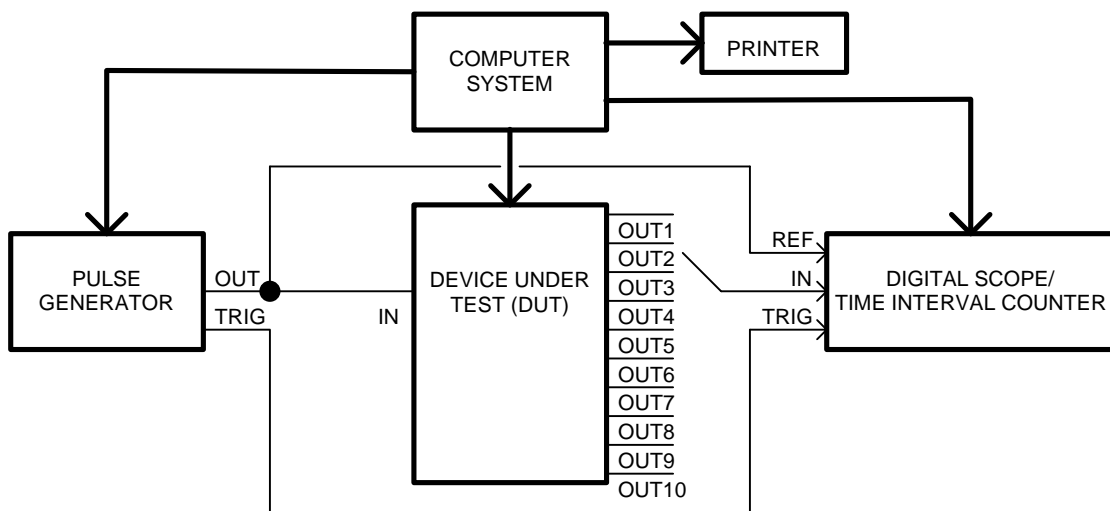 COMPUTER
SYSTEM
PRINTER
PULSE
GENERATOR
OUT
TRIG
IN
DEVICE UNDER
TEST (DUT)
OUT1
OUT2
OUT3
OUT4
OUT5
OUT6
OUT7
OUT8
OUT9
OUT10
REF
IN
TRIG
DIGITAL SCOPE/
TIME INTERVAL COUNTER